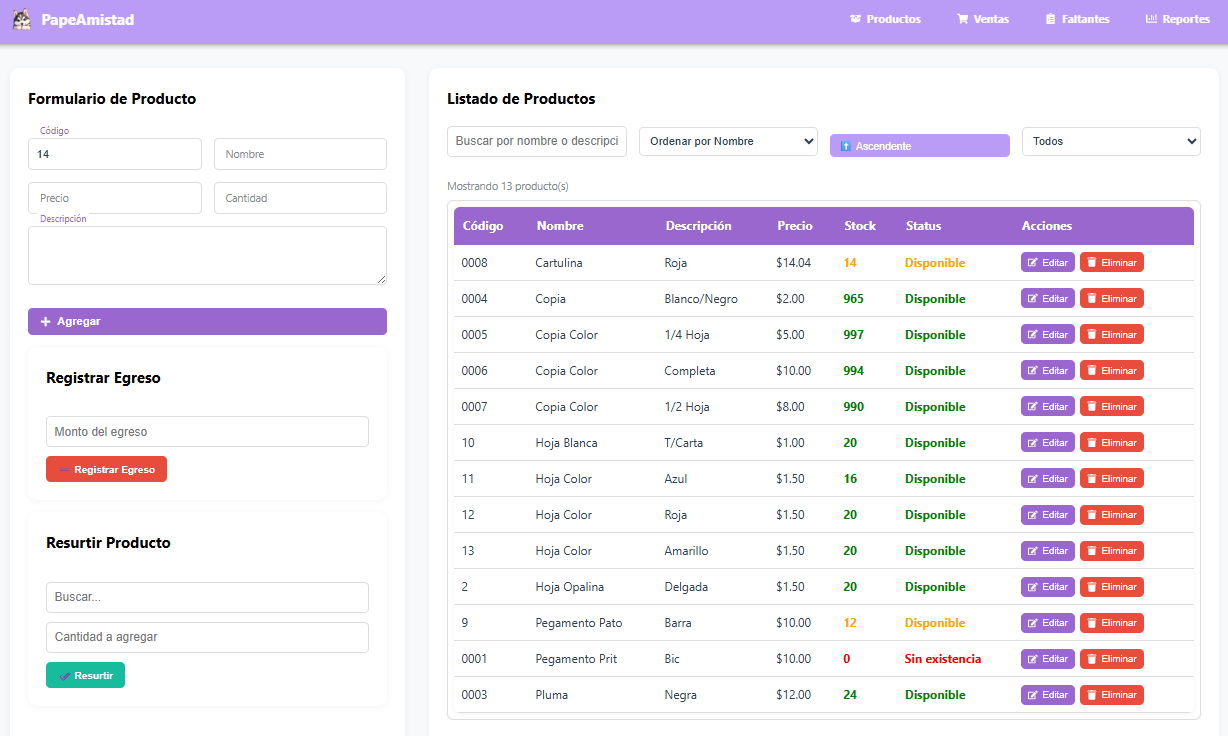 PapeAmistad
Productos Ventas Faltantes Reportes
Formulario de Producto
Código
14
Nombre
Precio
Cantidad
Descripción
Agregar
Registrar Egreso
Monto del egreso
Registrar Egreso
Resurtir Producto
Buscar...
Cantidad a agregar
Resurtir
Listado de Productos
Buscar por nombre o descripci
Ordenar por Nombre
Ascendente
Todos
Mostrando 13 producto(s)
Código Nombre Descripción Precio Stock Status Acciones
0008 Cartulina Roja $14.04 14 Disponible Editar Eliminar
0004 Copia Blanco/Negro $2.00 965 Disponible Editar Eliminar
0005 Copia Color 1/4 Hoja $5.00 997 Disponible Editar Eliminar
0006 Copia Color Completa $10.00 994 Disponible Editar Eliminar
0007 Copia Color 1/2 Hoja $8.00 990 Disponible Editar Eliminar
10 Hoja Blanca T/Carta $1.00 20 Disponible Editar Eliminar
11 Hoja Color Azul $1.50 16 Disponible Editar Eliminar
12 Hoja Color Roja $1.50 20 Disponible Editar Eliminar
13 Hoja Color Amarillo $1.50 20 Disponible Editar Eliminar
2 Hoja Opalina Delgada $1.50 20 Disponible Editar Eliminar
9 Pegamento Pato Barra $10.00 12 Disponible Editar Eliminar
0001 Pegamento Prit Bic $10.00 0 Sin existencia Editar Eliminar
0003 Pluma Negra $12.00 24 Disponible Editar Eliminar